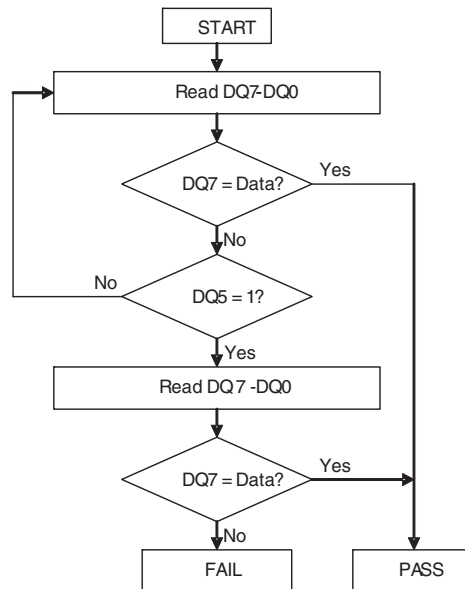 START
Read DQ7-DQ0
DQ7 = Data?
Yes
No
No
DQ5 = 1?
Yes
Read DQ 7 -DQ0
DQ7 = Data?
Yes
No
FAIL
PASS